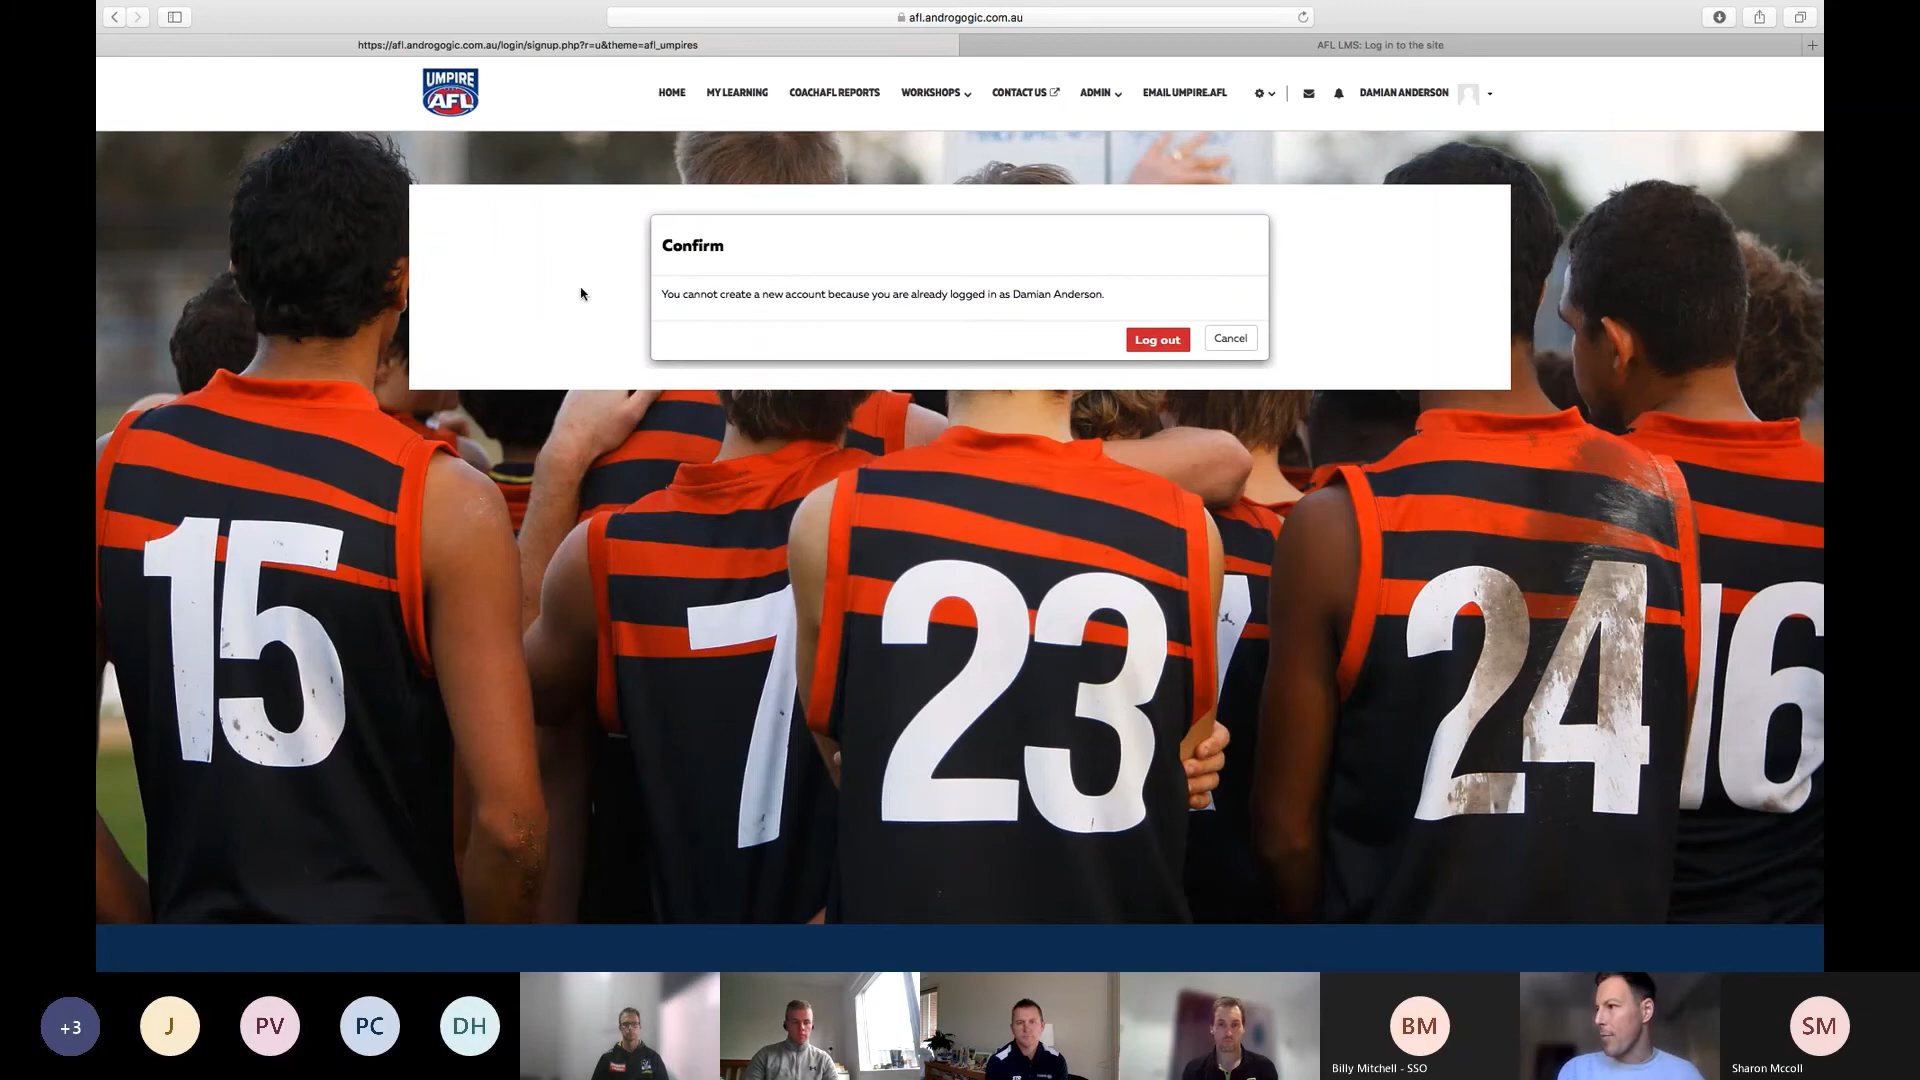 afl.androgogic.com.au
https://afl.androgogic.com.au/login/signup.php?r=u&theme=afl_umpires
AFL LMS: Log in to the site
UMPIRE
AFL
HOME MY LEARNING COACHAFL REPORTS WORKSHOPS CONTACT US ADMIN EMAIL UMPIRE.AFL DAMIAN ANDERSON
Confirm
You cannot create a new account because you are already logged in as Damian Anderson.
Log out Cancel
15 7 23 24 16
+3 J PV PC DH BM SM
Billy Mitchell - SSO Sharon Mccoll